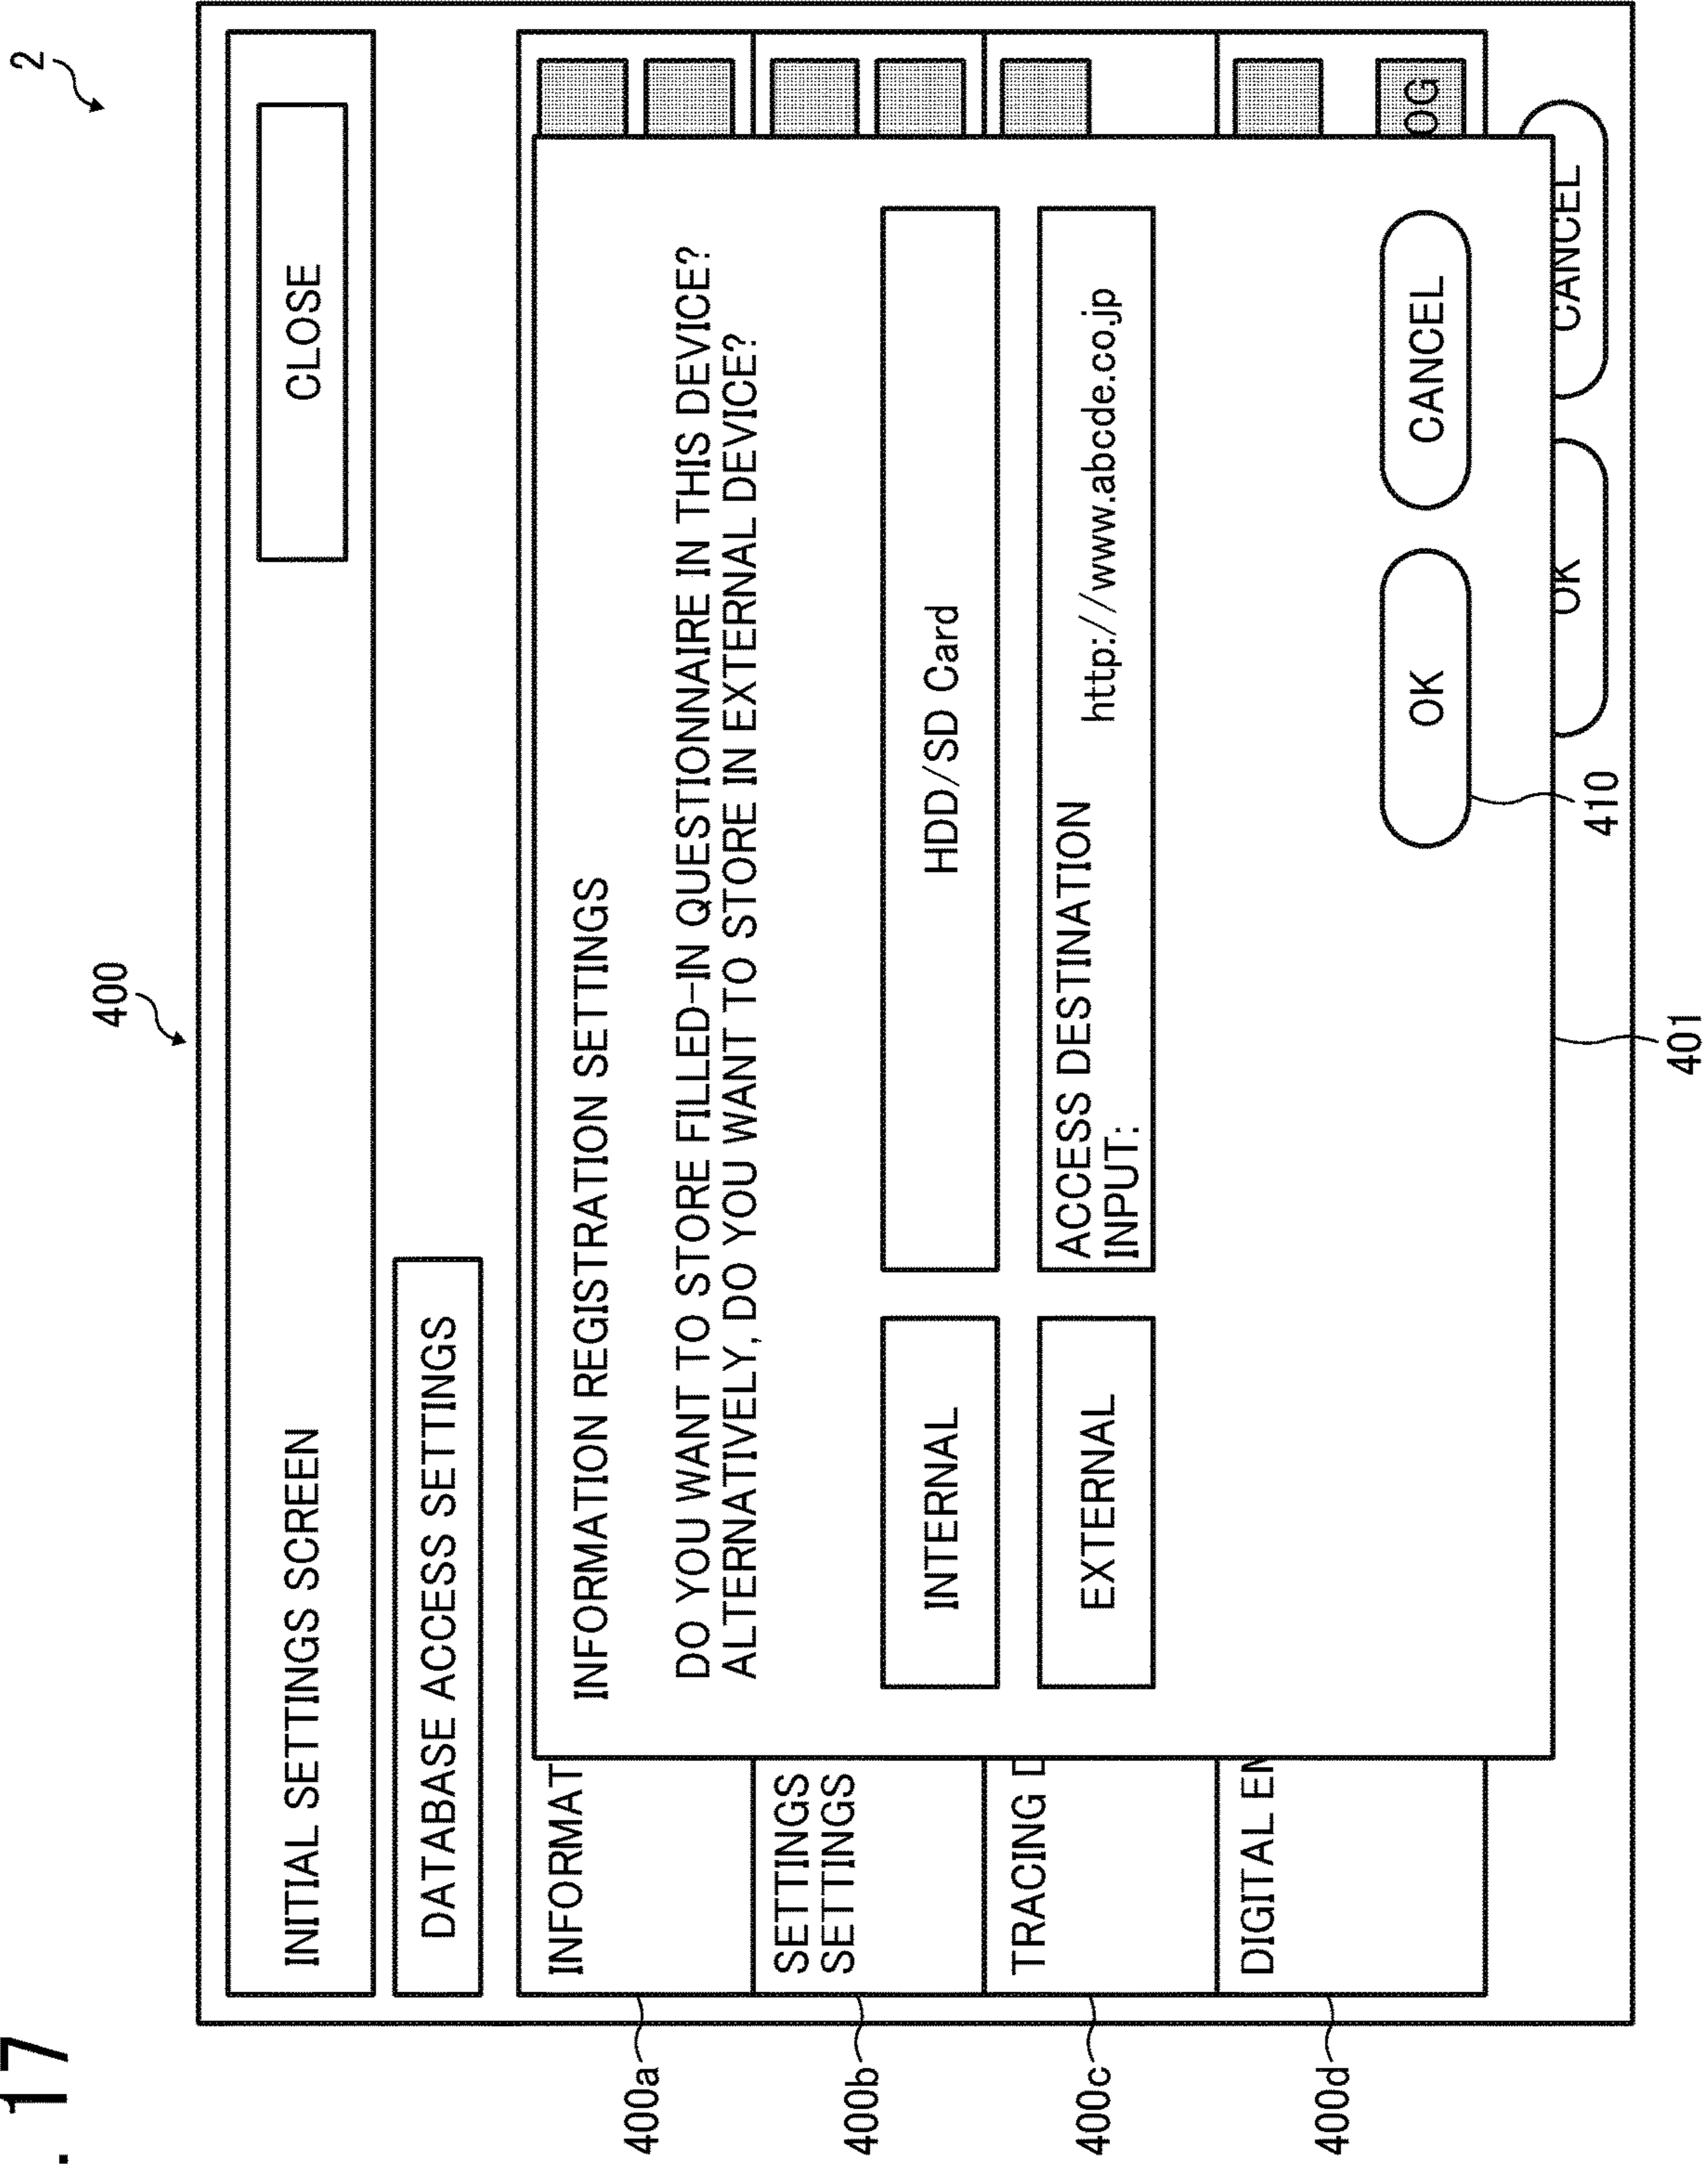 . 17
2
400
INITIAL SETTINGS SCREEN
CLOSE
DATABASE ACCESS SETTINGS
400a
INFORMAT
400b
SETTINGS
SETTINGS
400c
TRACING D
400d
DIGITAL EN
OG
INFORMATION REGISTRATION SETTINGS
DO YOU WANT TO STORE FILLED-IN QUESTIONNAIRE IN THIS DEVICE?
ALTERNATIVELY, DO YOU WANT TO STORE IN EXTERNAL DEVICE?
INTERNAL
HDD/SD Card
EXTERNAL
ACCESS DESTINATION
INPUT:
http://www.abcde.co.jp
OK
CANCEL
OK
CANCEL
410
401